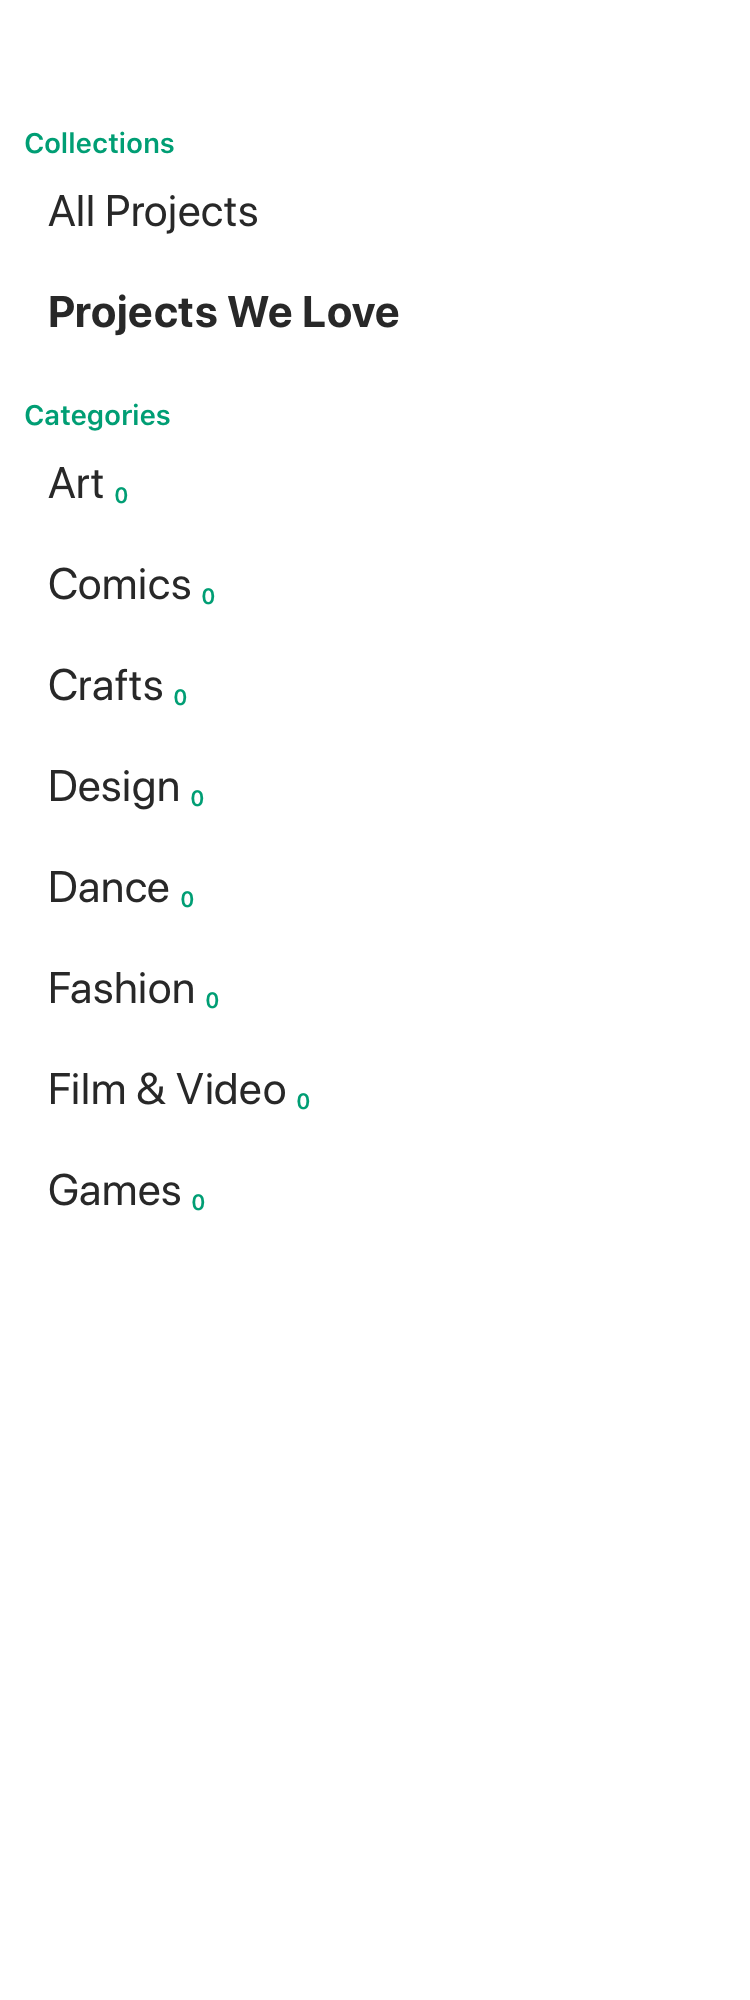 Collections
All Projects
Projects We Love
Categories
Art 0
Comics 0
Crafts 0
Design 0
Dance 0
Fashion 0
Film & Video 0
Games 0